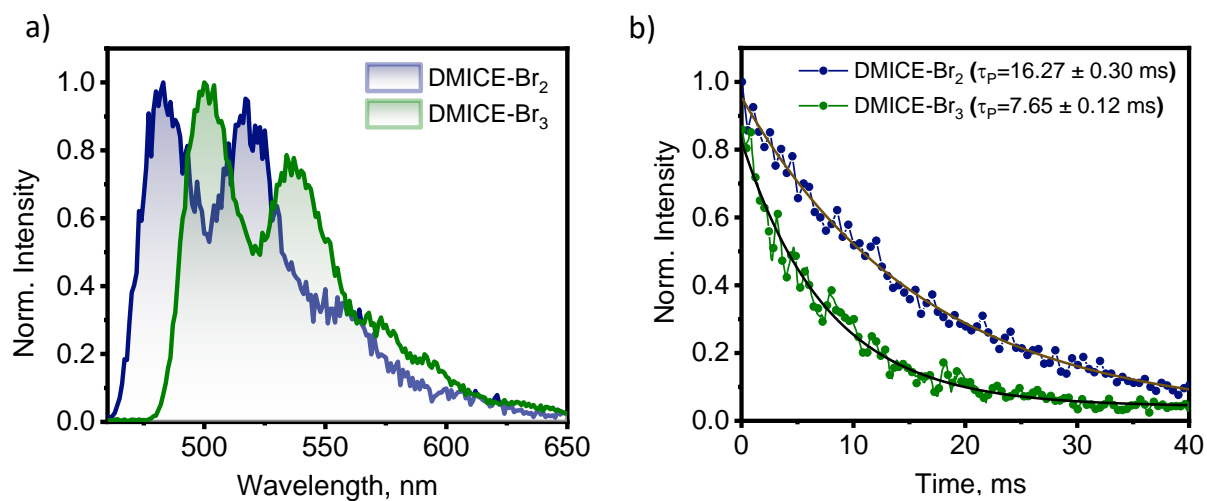 a)
DMICE-Br₂
DMICE-Br₃
1.0
0.8
0.6
0.4
0.2
0.0
Norm. Intensity
500
550
600
650
Wavelength, nm
b)
DMICE-Br₂ (τP=16.27 ± 0.30 ms)
DMICE-Br₃ (τP=7.65 ± 0.12 ms)
1.0
0.8
0.6
0.4
0.2
0.0
Norm. Intensity
0
10
20
30
40
Time, ms